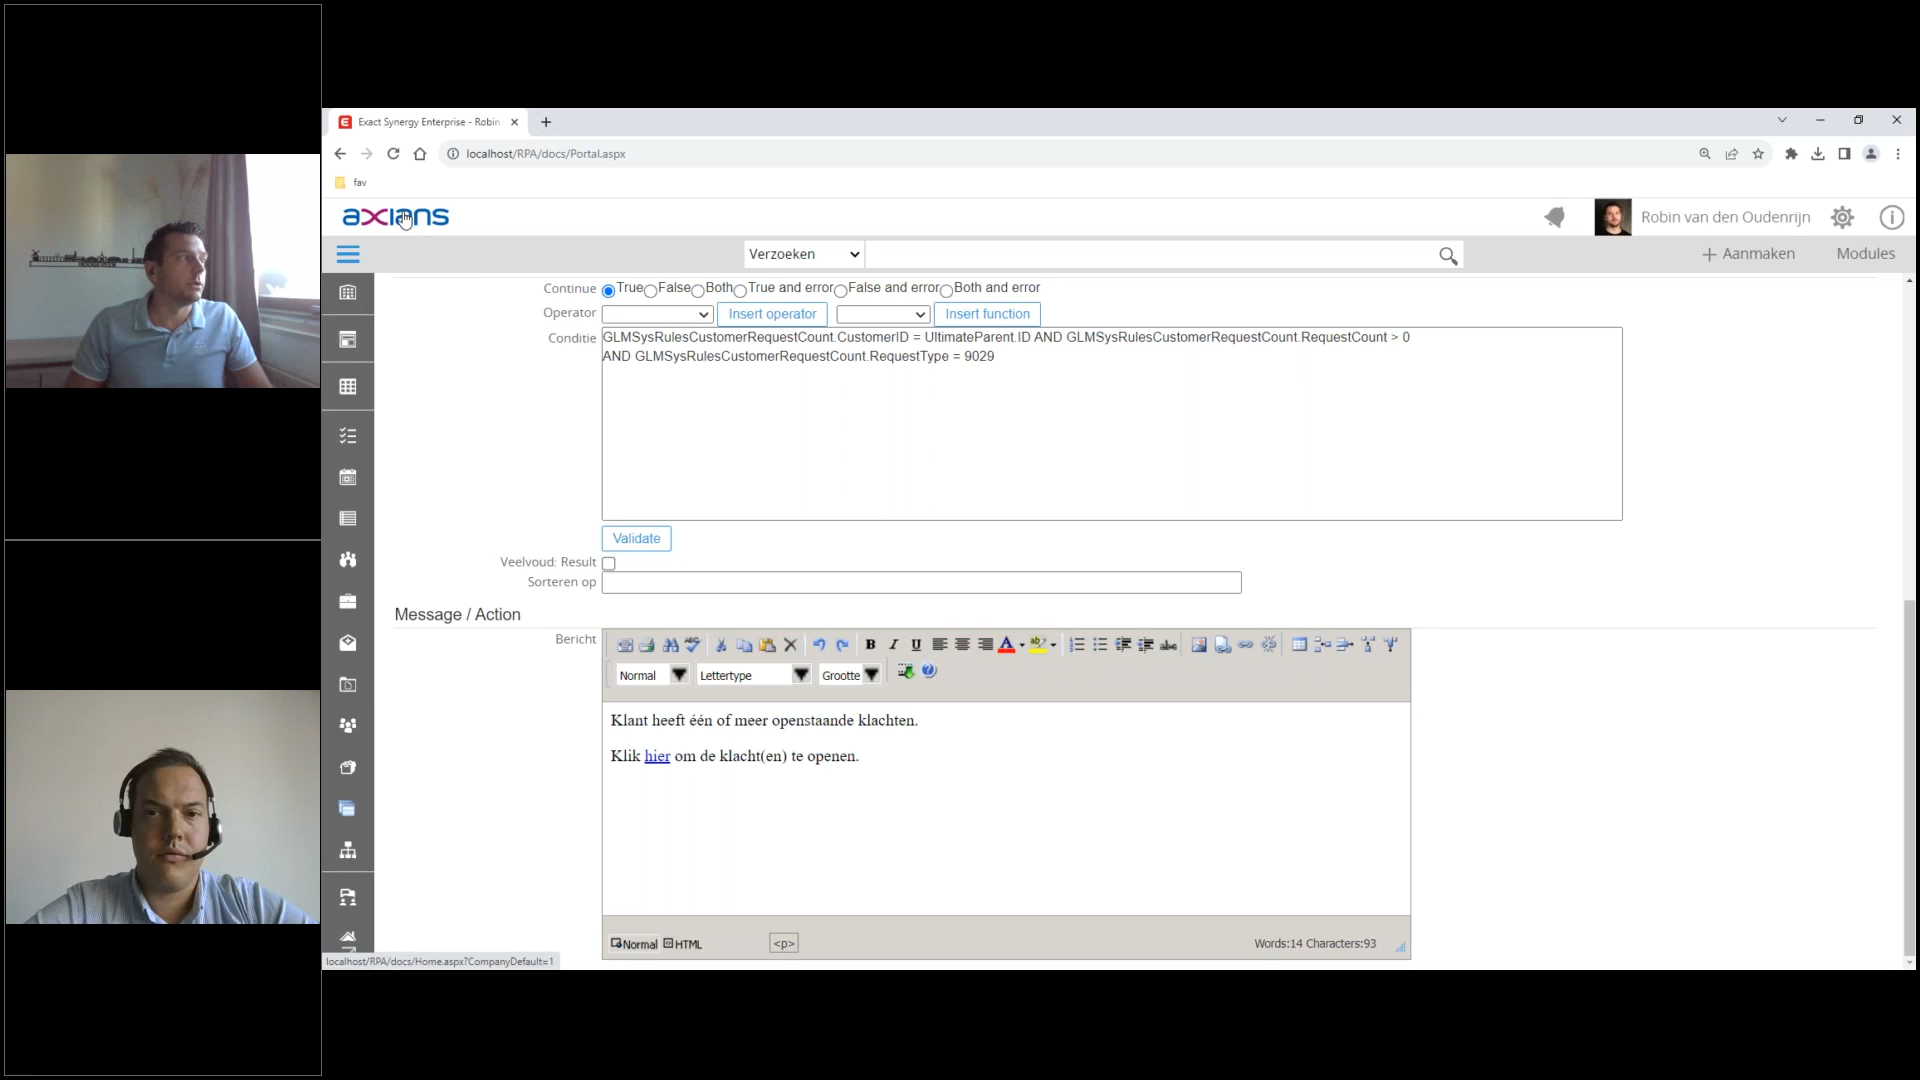 Exact Synergy Enterprise - Robin
localhost/RPA/docs/Portal.aspx
fav
axians
Robin van den Oudenrijn
Verzoeken
Aanmaken
Modules
Continue True False Both True and error False and error Both and error
Operator Insert operator Insert function
Conditie GLMSysRulesCustomerRequestCount.CustomerID = UltimateParent.ID AND GLMSysRulesCustomerRequestCount.RequestCount > 0
AND GLMSysRulesCustomerRequestCount.RequestType = 9029
Validate
Veelvoud: Result
Sorteren op
Message / Action
Bericht
Normal Lettertype Grootte
Klant heeft één of meer openstaande klachten.
Klik hier om de klacht(en) te openen.
Normal HTML <p> Words:14 Characters:93
localhost/RPA/docs/Home.aspx?CompanyDefault=1